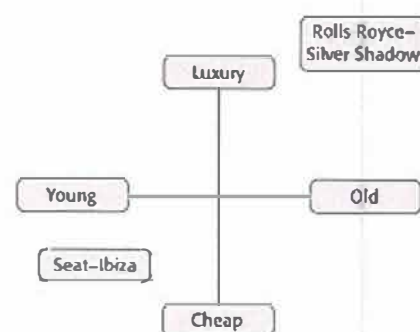 Rolls Royce–
Silver Shadow
Luxury
Young
Old
Seat–Ibiza
Cheap